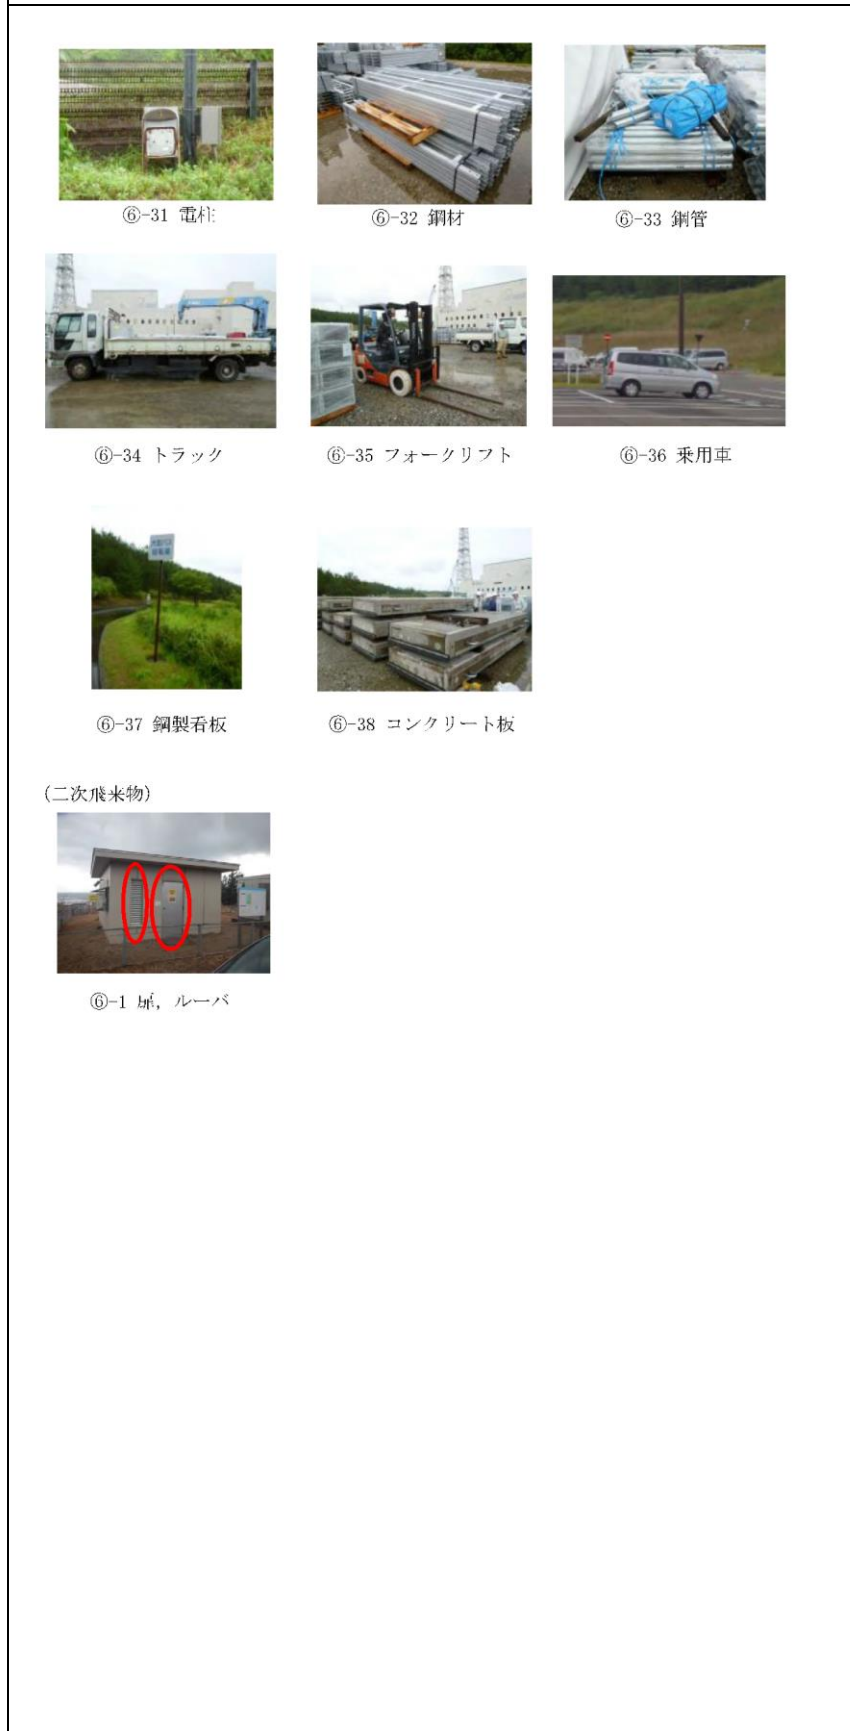 ⑥-31 電柱
⑥-32 鋼材
⑥-33 鋼管
⑥-34 トラック
⑥-35 フォークリフト
⑥-36 乗用車
⑥-37 鋼製看板
⑥-38 コンクリート板
(二次飛来物)
⑥-1 扉, ルーバ